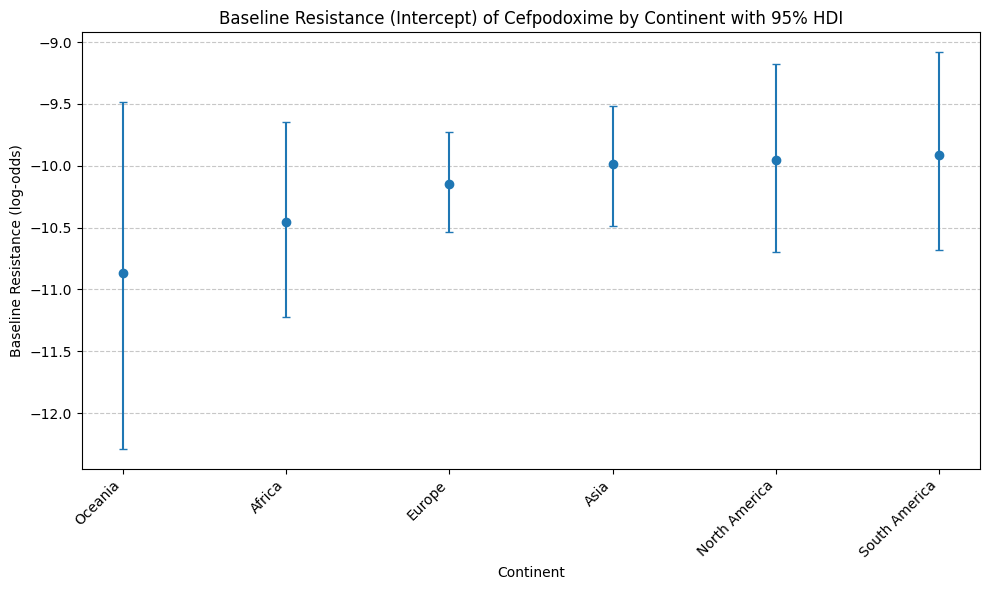 Baseline Resistance (Intercept) of Cefpodoxime by Continent with 95% HDI
Baseline Resistance (log-odds)
−9.0
−9.5
−10.0
−10.5
−11.0
−11.5
−12.0
Oceania
Africa
Europe
Asia
North America
South America
Continent